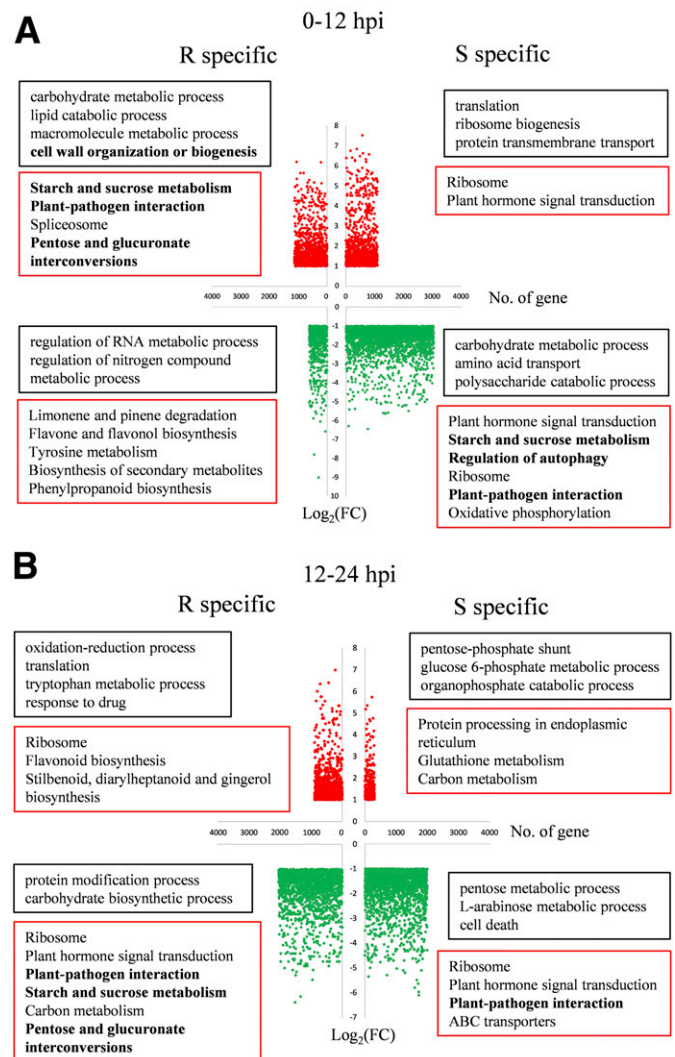 A
0-12 hpi
R specific
S specific
carbohydrate metabolic process
lipid catabolic process
macromolecule metabolic process
cell wall organization or biogenesis
Starch and sucrose metabolism
Plant-pathogen interaction
Spliceosome
Pentose and glucuronate
interconversions
8
7
6
5
4
3
2
1
0
translation
ribosome biogenesis
protein transmembrane transport
Ribosome
Plant hormone signal transduction
4000 3000 2000 1000 0 0 1000 2000 3000 4000 No. of gene
regulation of RNA metabolic process
regulation of nitrogen compound
metabolic process
Limonene and pinene degradation
Flavone and flavonol biosynthesis
Tyrosine metabolism
Biosynthesis of secondary metabolites
Phenylpropanoid biosynthesis
0
-1
-2
-3
-4
-5
-6
-7
-8
-9
10
Log2(FC)
carbohydrate metabolic process
amino acid transport
polysaccharide catabolic process
Plant hormone signal transduction
Starch and sucrose metabolism
Regulation of autophagy
Ribosome
Plant-pathogen interaction
Oxidative phosphorylation
B
12-24 hpi
R specific
S specific
oxidation-reduction process
translation
tryptophan metabolic process
response to drug
Ribosome
Flavonoid biosynthesis
Stilbenoid, diarylheptanoid and gingerol
biosynthesis
8
7
6
5
4
3
2
1
0
pentose-phosphate shunt
glucose 6-phosphate metabolic process
organophosphate catabolic process
Protein processing in endoplasmic
reticulum
Glutathione metabolism
Carbon metabolism
4000 3000 2000 1000 0 0 1000 2000 3000 4000 No. of gene
protein modification process
carbohydrate biosynthetic process
Ribosome
Plant hormone signal transduction
Plant-pathogen interaction
Starch and sucrose metabolism
Carbon metabolism
Pentose and glucuronate
interconversions
0
-1
-2
-3
-4
-5
-6
-7
Log2(FC)
pentose metabolic process
L-arabinose metabolic process
cell death
Ribosome
Plant hormone signal transduction
Plant-pathogen interaction
ABC transporters